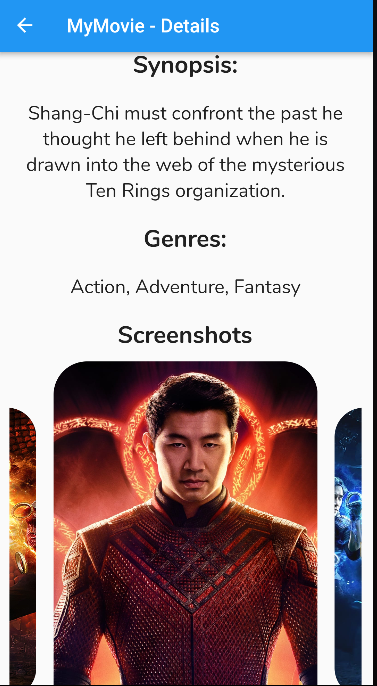 MyMovie - Details
Synopsis:
Shang-Chi must confront the past he
thought he left behind when he is
drawn into the web of the mysterious
Ten Rings organization.
Genres:
Action, Adventure, Fantasy
Screenshots